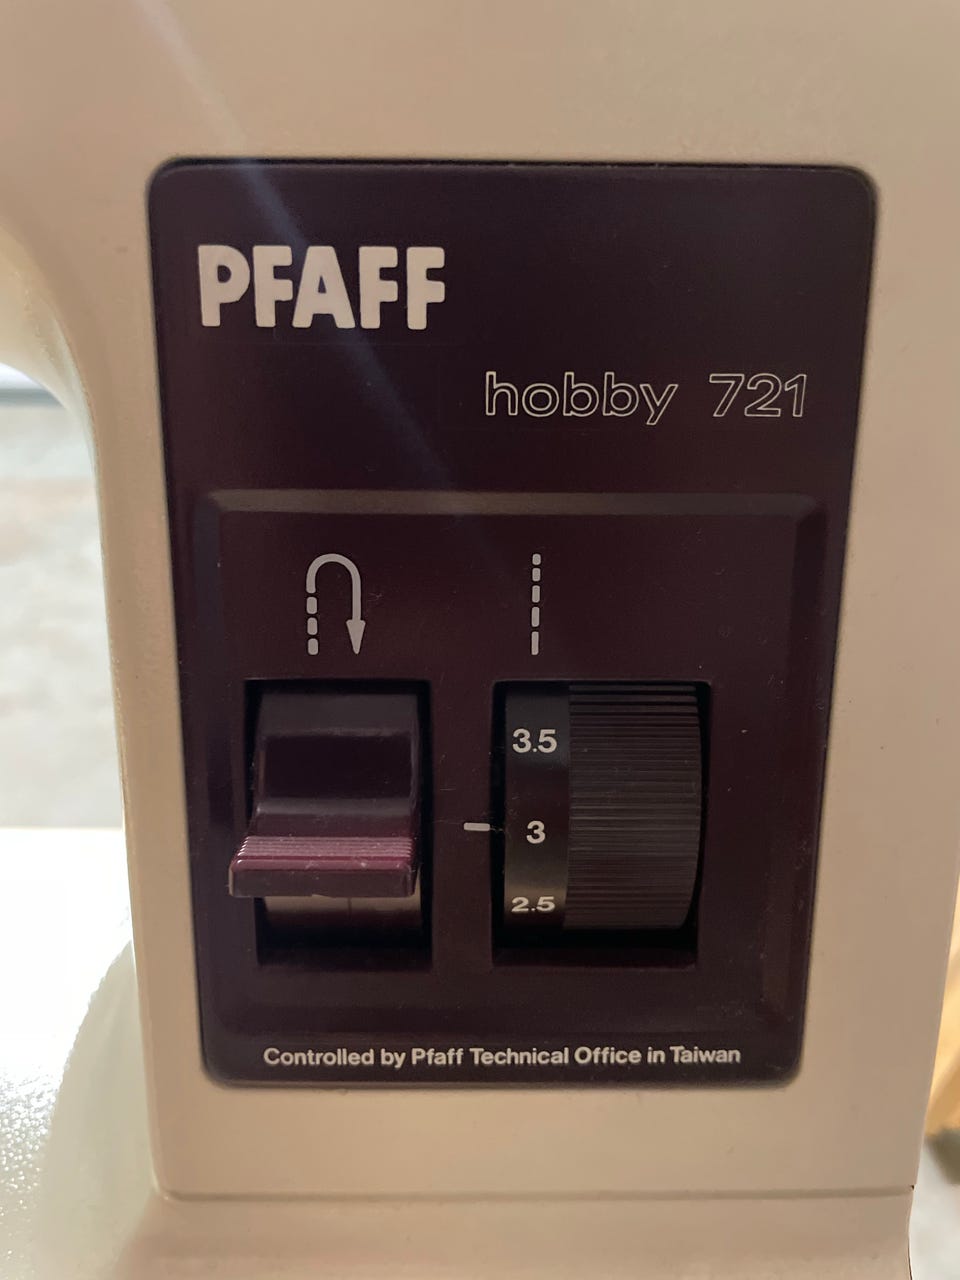 PFAFF
hobby 721
3.5
3
2.5
Controlled by Pfaff Technical Office in Taiwan